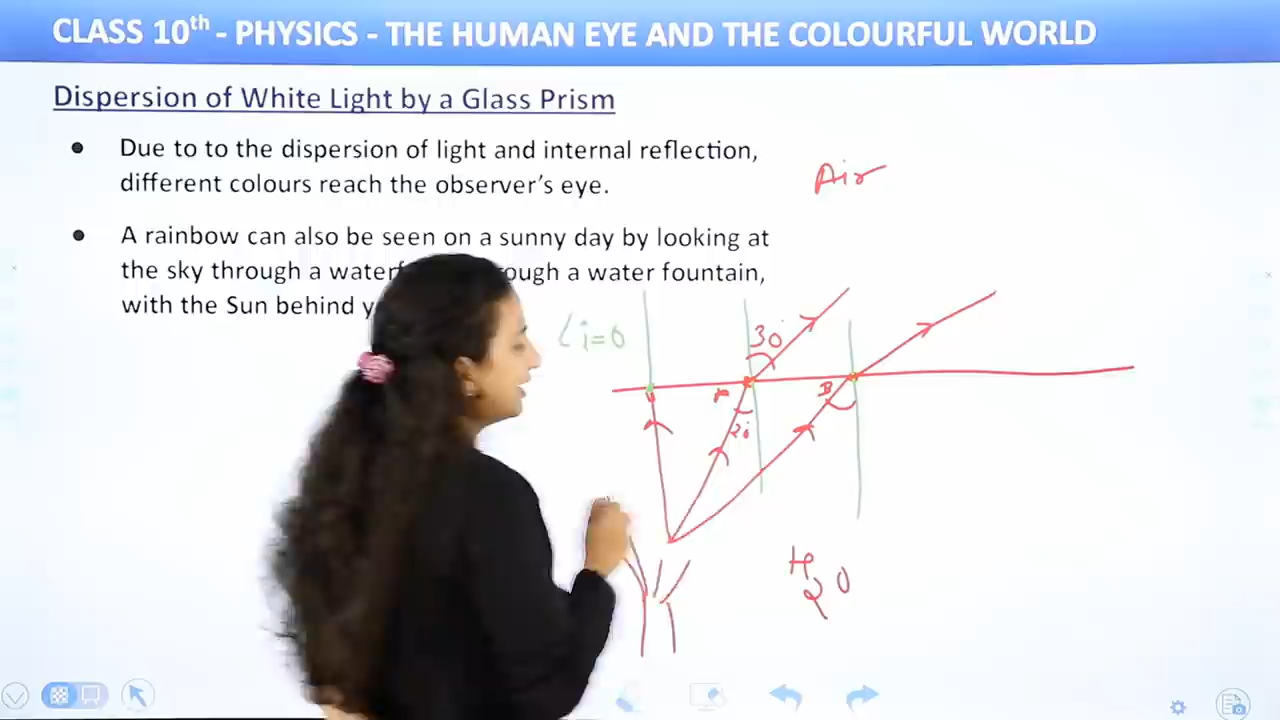 CLASS 10th - PHYSICS - THE HUMAN EYE AND THE COLOURFUL WORLD
Dispersion of White Light by a Glass Prism
• Due to to the dispersion of light and internal reflection,
different colours reach the observer's eye.
Air
• A rainbow can also be seen on a sunny day by looking at
the sky through a water fountain,
with the Sun behind
∠i=0
30
B
H2O